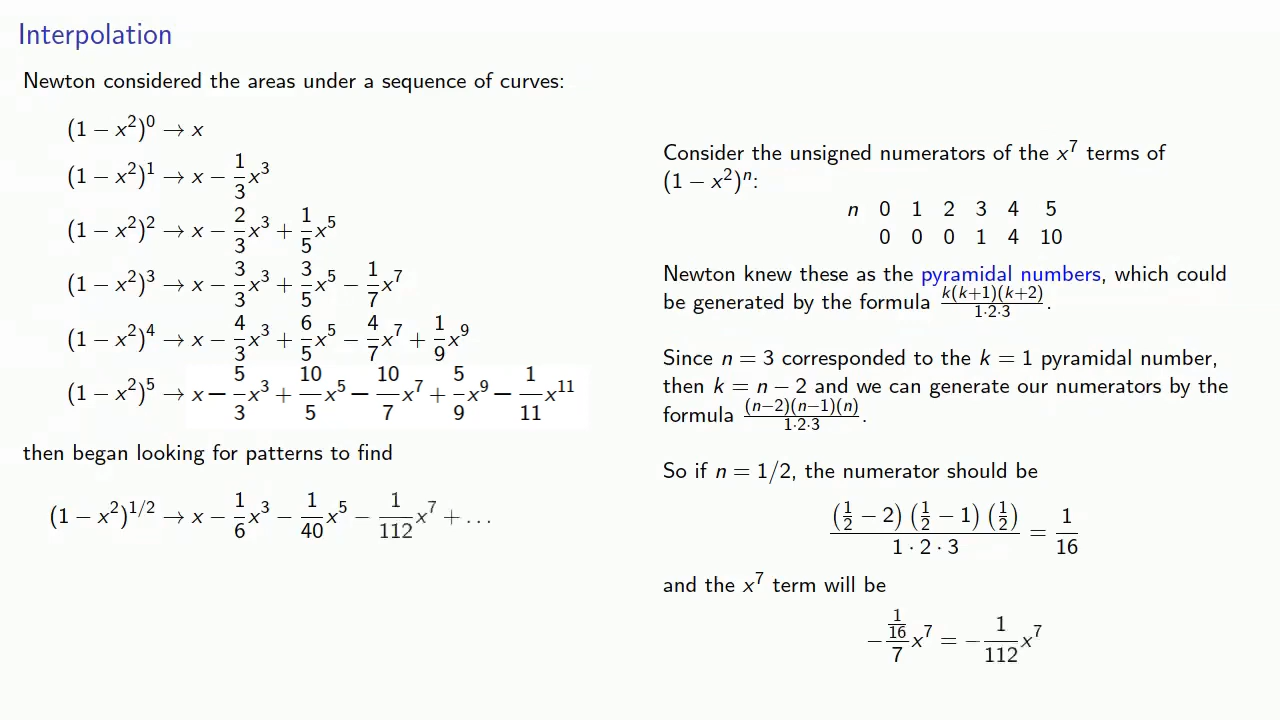 Interpolation
Newton considered the areas under a sequence of curves:
(1 − x²)⁰ → x
(1 − x²)¹ → x − 1/3 x³
(1 − x²)² → x − 2/3 x³ + 1/5 x⁵
(1 − x²)³ → x − 3/3 x³ + 3/5 x⁵ − 1/7 x⁷
(1 − x²)⁴ → x − 4/3 x³ + 6/5 x⁵ − 4/7 x⁷ + 1/9 x⁹
(1 − x²)⁵ → x − 5/3 x³ + 10/5 x⁵ − 10/7 x⁷ + 5/9 x⁹ − 1/11 x¹¹
then began looking for patterns to find
(1 − x²)^{1/2} → x − 1/6 x³ − 1/40 x⁵ − 1/112 x⁷ + . . .
Consider the unsigned numerators of the x⁷ terms of
(1 − x²)ⁿ:
n 0 1 2 3 4 5
0 0 0 1 4 10
Newton knew these as the pyramidal numbers, which could
be generated by the formula k(k+1)(k+2)/1·2·3.
Since n = 3 corresponded to the k = 1 pyramidal number,
then k = n − 2 and we can generate our numerators by the
formula (n−2)(n−1)(n)/1·2·3.
So if n = 1/2, the numerator should be
(1/2 − 2)(1/2 − 1)(1/2)/1 · 2 · 3 = 1/16
and the x⁷ term will be
− (1/16)/7 x⁷ = − 1/112 x⁷